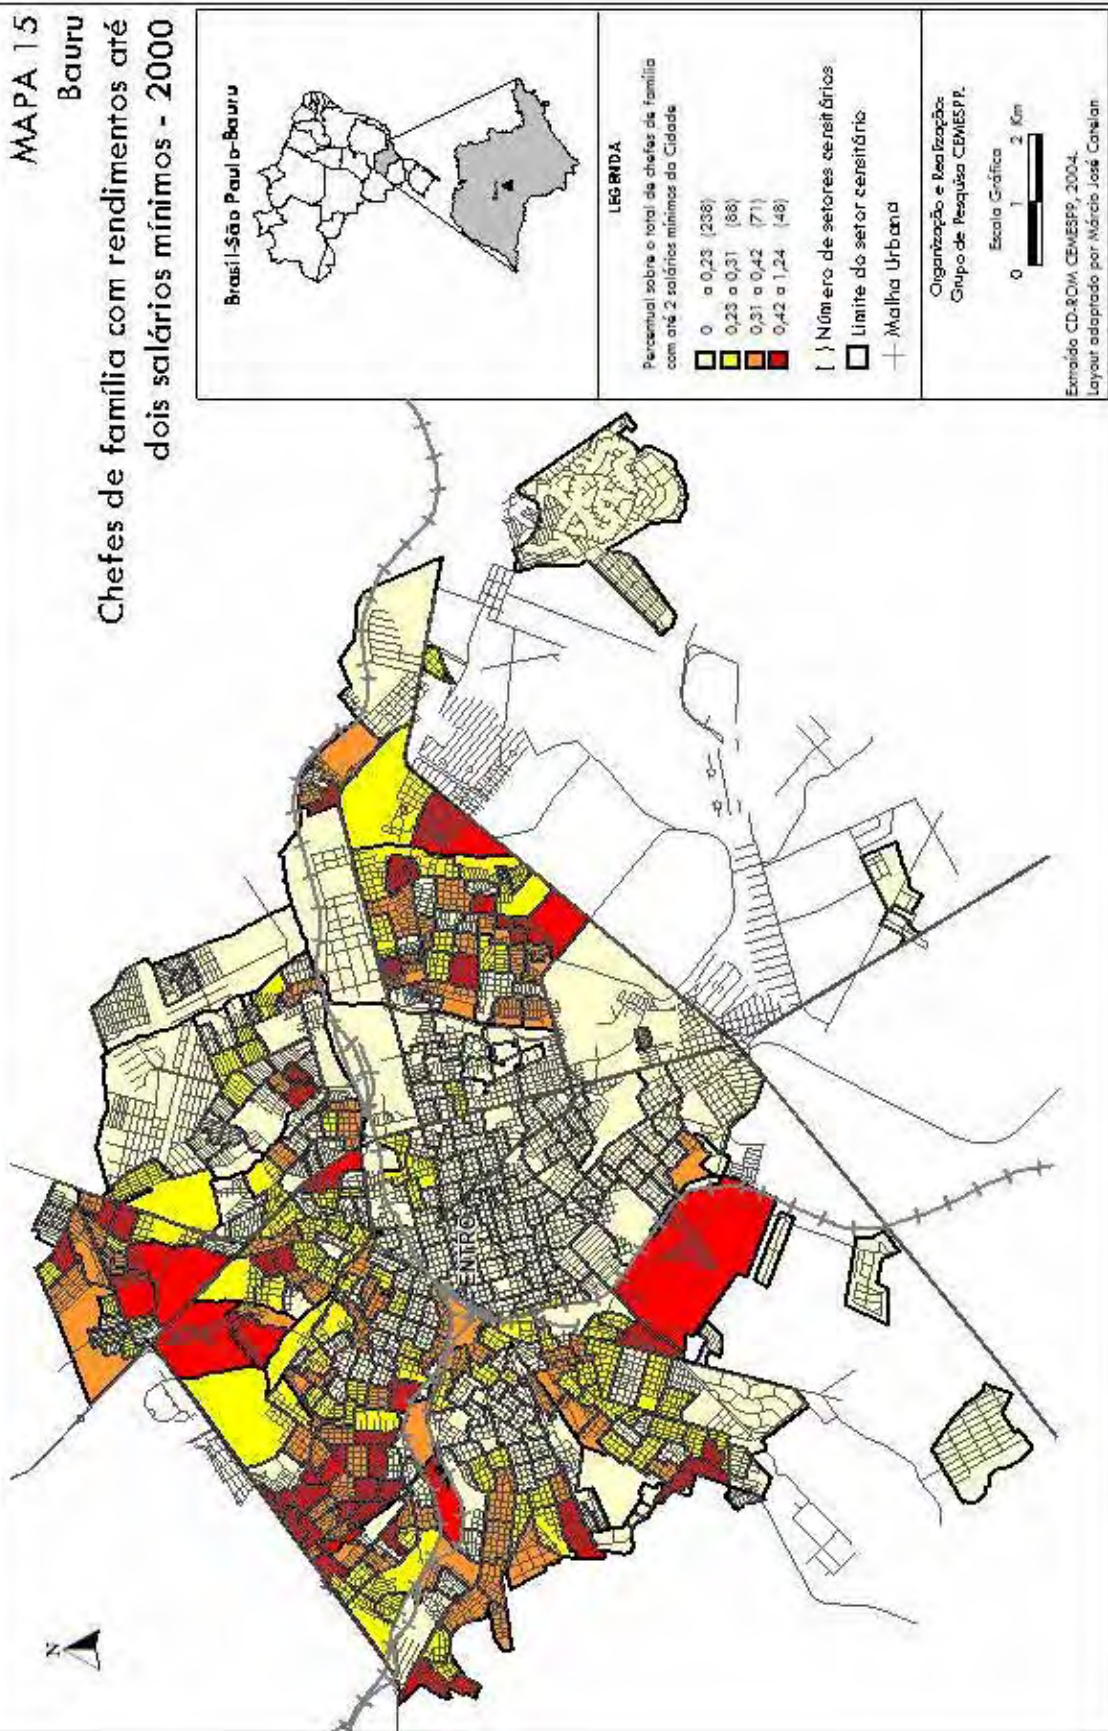 MAPA 15
Bauru
Chefes de família com rendimentos até
dois salários mínimos - 2000
Brasil-São Paulo-Bauru
Bauru
LEGENDA
Percentual sobre o total de chefes de família
com até 2 salários mínimos da Cidade
0 a 0,23 (238)
0,23 a 0,31 (88)
0,31 a 0,42 (71)
0,42 a 1,24 (48)
[ ] Número de setores censitários
Limite do setor censitário
Malha Urbana
Organização e Realização:
Grupo de Pesquisa CEMESPP.
Escala Gráfica
0 1 2 Km
Extraído CD-ROM CEMESPP, 2004.
Layout adaptado por Márcio José Catelan
N
ENTRO